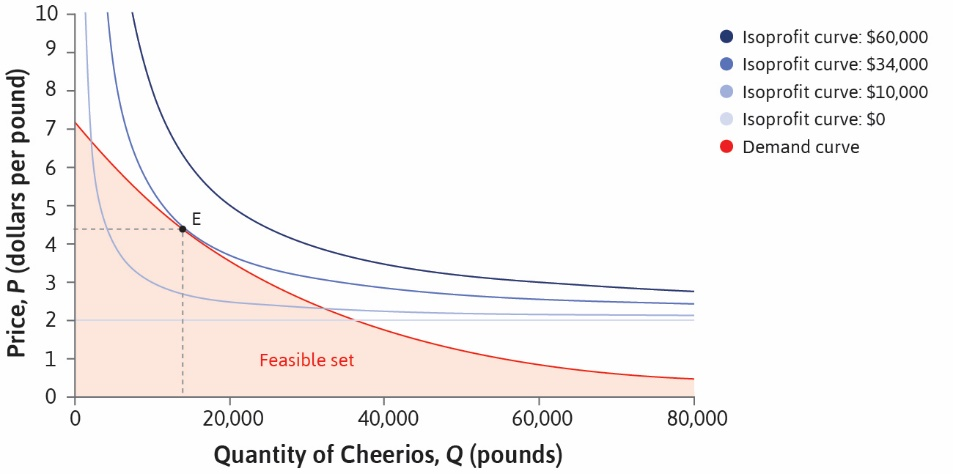 10
9
8
7
6
5
4
3
2
1
0
Price, P (dollars per pound)
E
Feasible set
0
20,000
40,000
60,000
80,000
Quantity of Cheerios, Q (pounds)
Isoprofit curve: $60,000
Isoprofit curve: $34,000
Isoprofit curve: $10,000
Isoprofit curve: $0
Demand curve